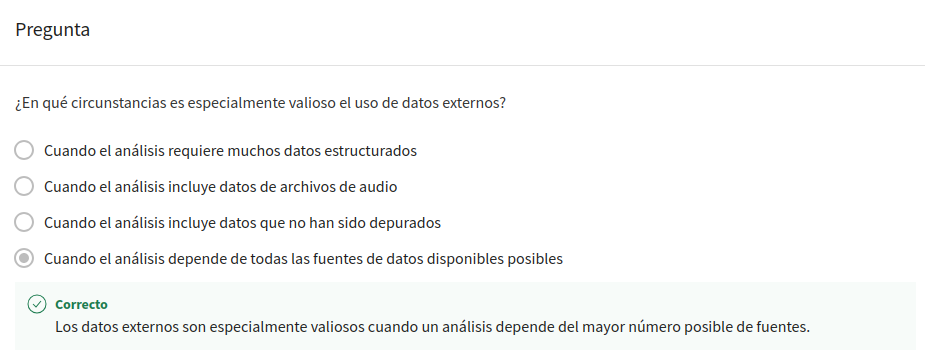 Pregunta
¿En qué circunstancias es especialmente valioso el uso de datos externos?
Cuando el análisis requiere muchos datos estructurados
Cuando el análisis incluye datos de archivos de audio
Cuando el análisis incluye datos que no han sido depurados
Cuando el análisis depende de todas las fuentes de datos disponibles posibles
Correcto
Los datos externos son especialmente valiosos cuando un análisis depende del mayor número posible de fuentes.